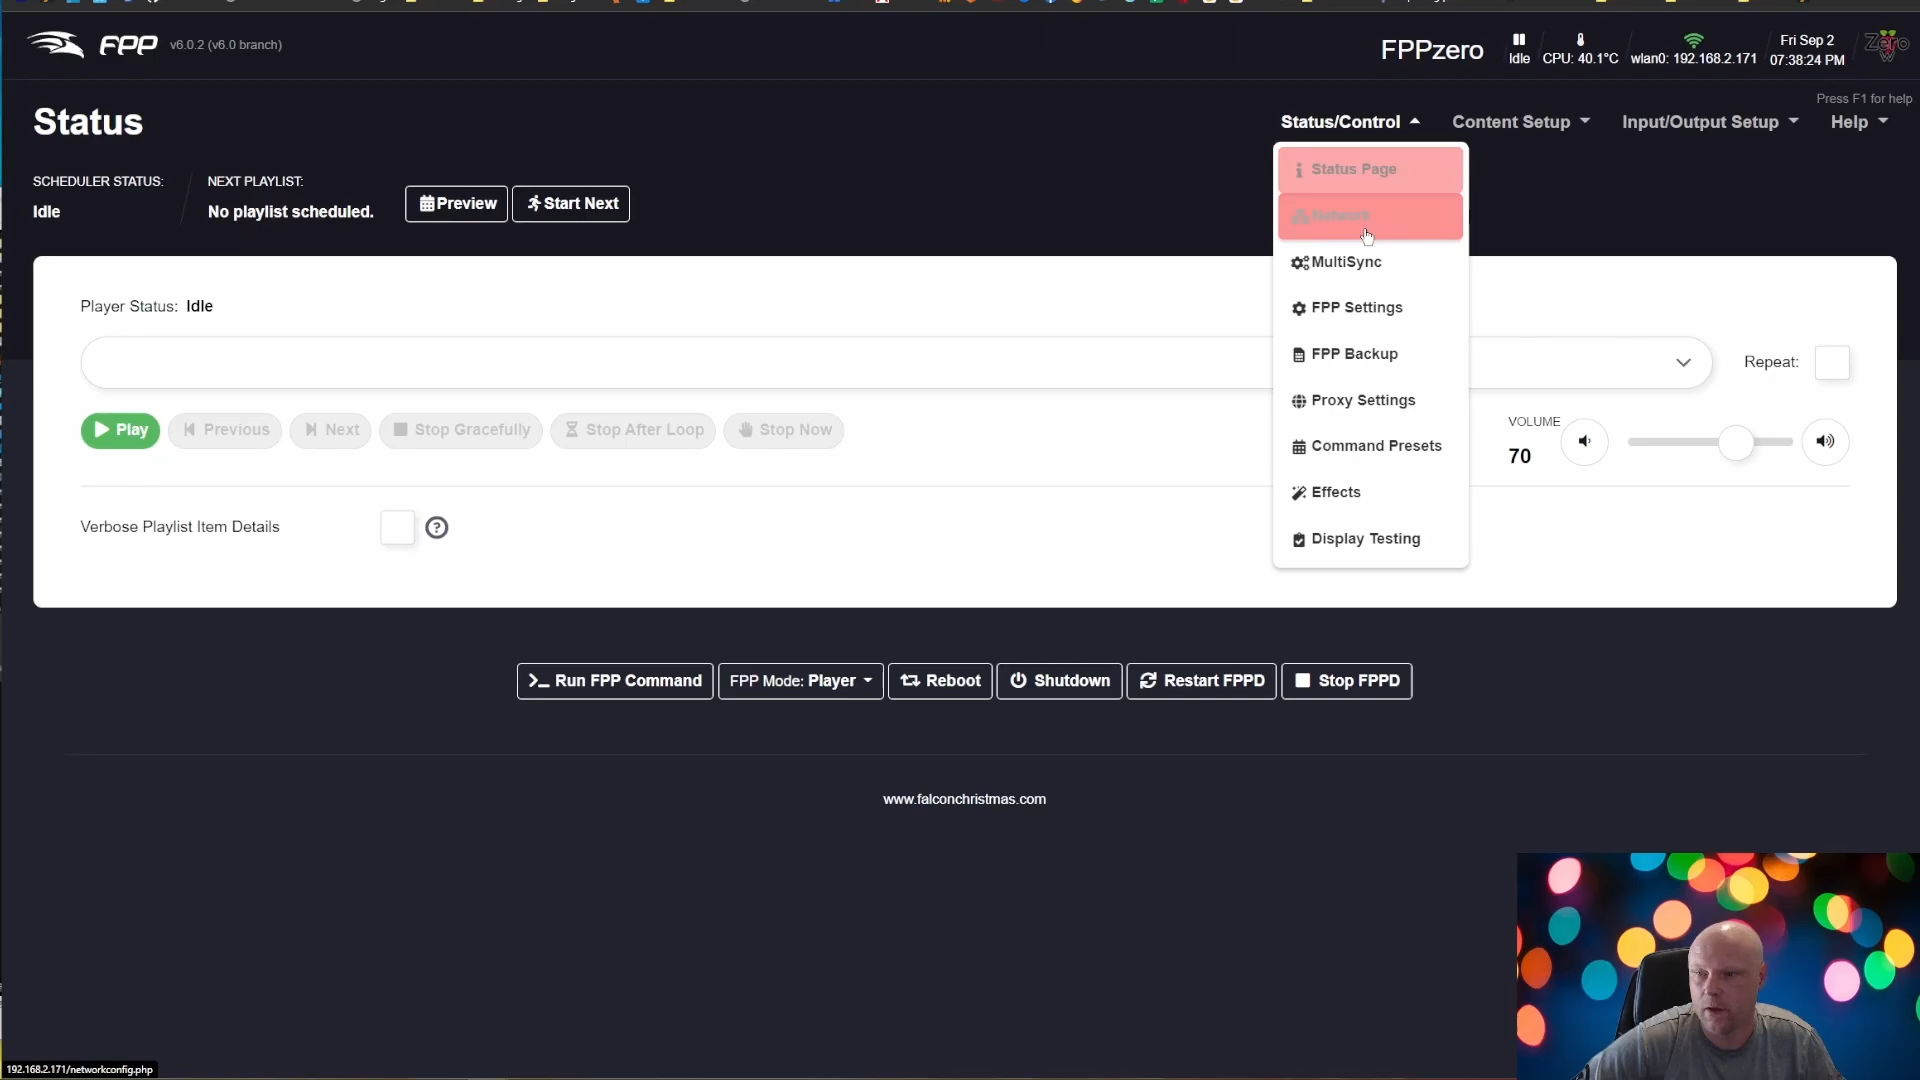 FPP v6.0.2 (v6.0 branch)
FPPzero
Idle
CPU: 40.1°C
wlan0: 192.168.2.171
Fri Sep 2
07:38:24 PM
Zero
W
Press F1 for help
Status
Status/Control
Content Setup
Input/Output Setup
Help
SCHEDULER STATUS:
Idle
NEXT PLAYLIST:
No playlist scheduled.
Preview
Start Next
Status Page
Network
MultiSync
FPP Settings
FPP Backup
Proxy Settings
Command Presets
Effects
Display Testing
Player Status: Idle
Repeat:
Play
Previous
Next
Stop Gracefully
Stop After Loop
Stop Now
VOLUME
70
Verbose Playlist Item Details
Run FPP Command
FPP Mode: Player
Reboot
Shutdown
Restart FPPD
Stop FPPD
www.falconchristmas.com
192.168.2.171/networkconfig.php